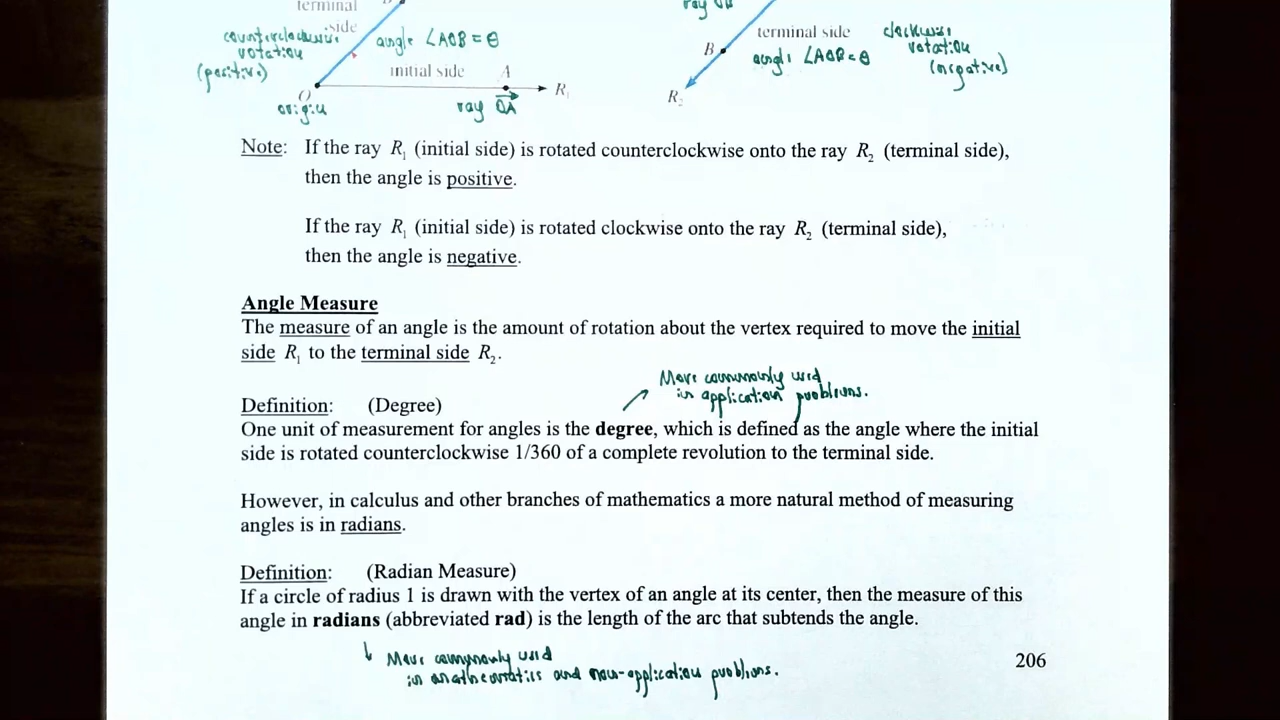 terminal
side
counterclockwise
rotation
(positive)
angle ∠AOB = θ
initial side
A
R₁
O
origin
ray OA
terminal side
B
angle ∠AOB = θ
R₂
clockwise
rotation
(negative)
Note: If the ray R₁ (initial side) is rotated counterclockwise onto the ray R₂ (terminal side),
then the angle is positive.
If the ray R₁ (initial side) is rotated clockwise onto the ray R₂ (terminal side),
then the angle is negative.
Angle Measure
The measure of an angle is the amount of rotation about the vertex required to move the initial
side R₁ to the terminal side R₂.
More commonly used
in application problems.
Definition: (Degree)
One unit of measurement for angles is the degree, which is defined as the angle where the initial
side is rotated counterclockwise 1/360 of a complete revolution to the terminal side.
However, in calculus and other branches of mathematics a more natural method of measuring
angles is in radians.
Definition: (Radian Measure)
If a circle of radius 1 is drawn with the vertex of an angle at its center, then the measure of this
angle in radians (abbreviated rad) is the length of the arc that subtends the angle.
More commonly used
in mathematics and non-application problems.
206